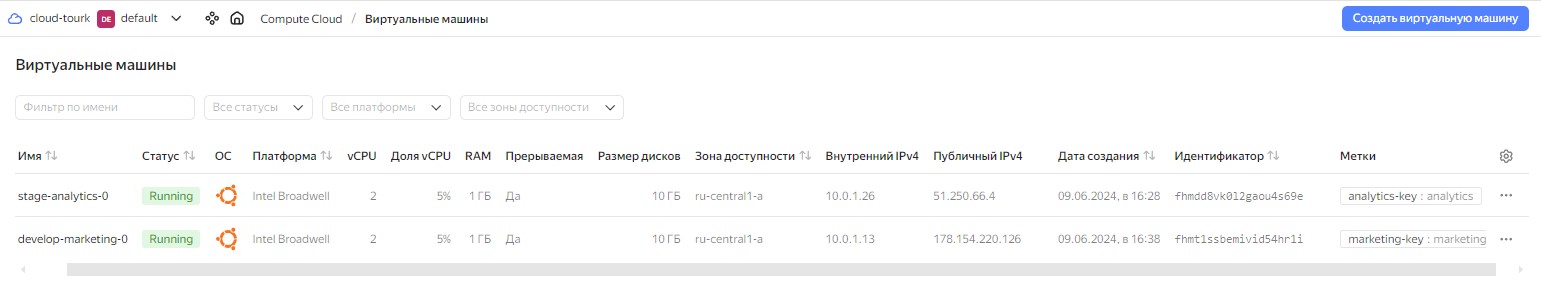 cloud-tourk DE default Compute Cloud / Виртуальные машины Создать виртуальную машину
Виртуальные машины
Фильтр по имени Все статусы Все платформы Все зоны доступности
Имя Статус ОС Платформа vCPU Доля vCPU RAM Прерываемая Размер дисков Зона доступности Внутренний IPv4 Публичный IPv4 Дата создания Идентификатор Метки
stage-analytics-0 Running Intel Broadwell 2 5% 1 ГБ Да 10 ГБ ru-central1-a 10.0.1.26 51.250.66.4 09.06.2024, в 16:28 fhmdd8vk0l2gaou4s69e analytics-key : analytics
develop-marketing-0 Running Intel Broadwell 2 5% 1 ГБ Да 10 ГБ ru-central1-a 10.0.1.13 178.154.220.126 09.06.2024, в 16:38 fhmt1ssbemivid54hr1i marketing-key : marketing